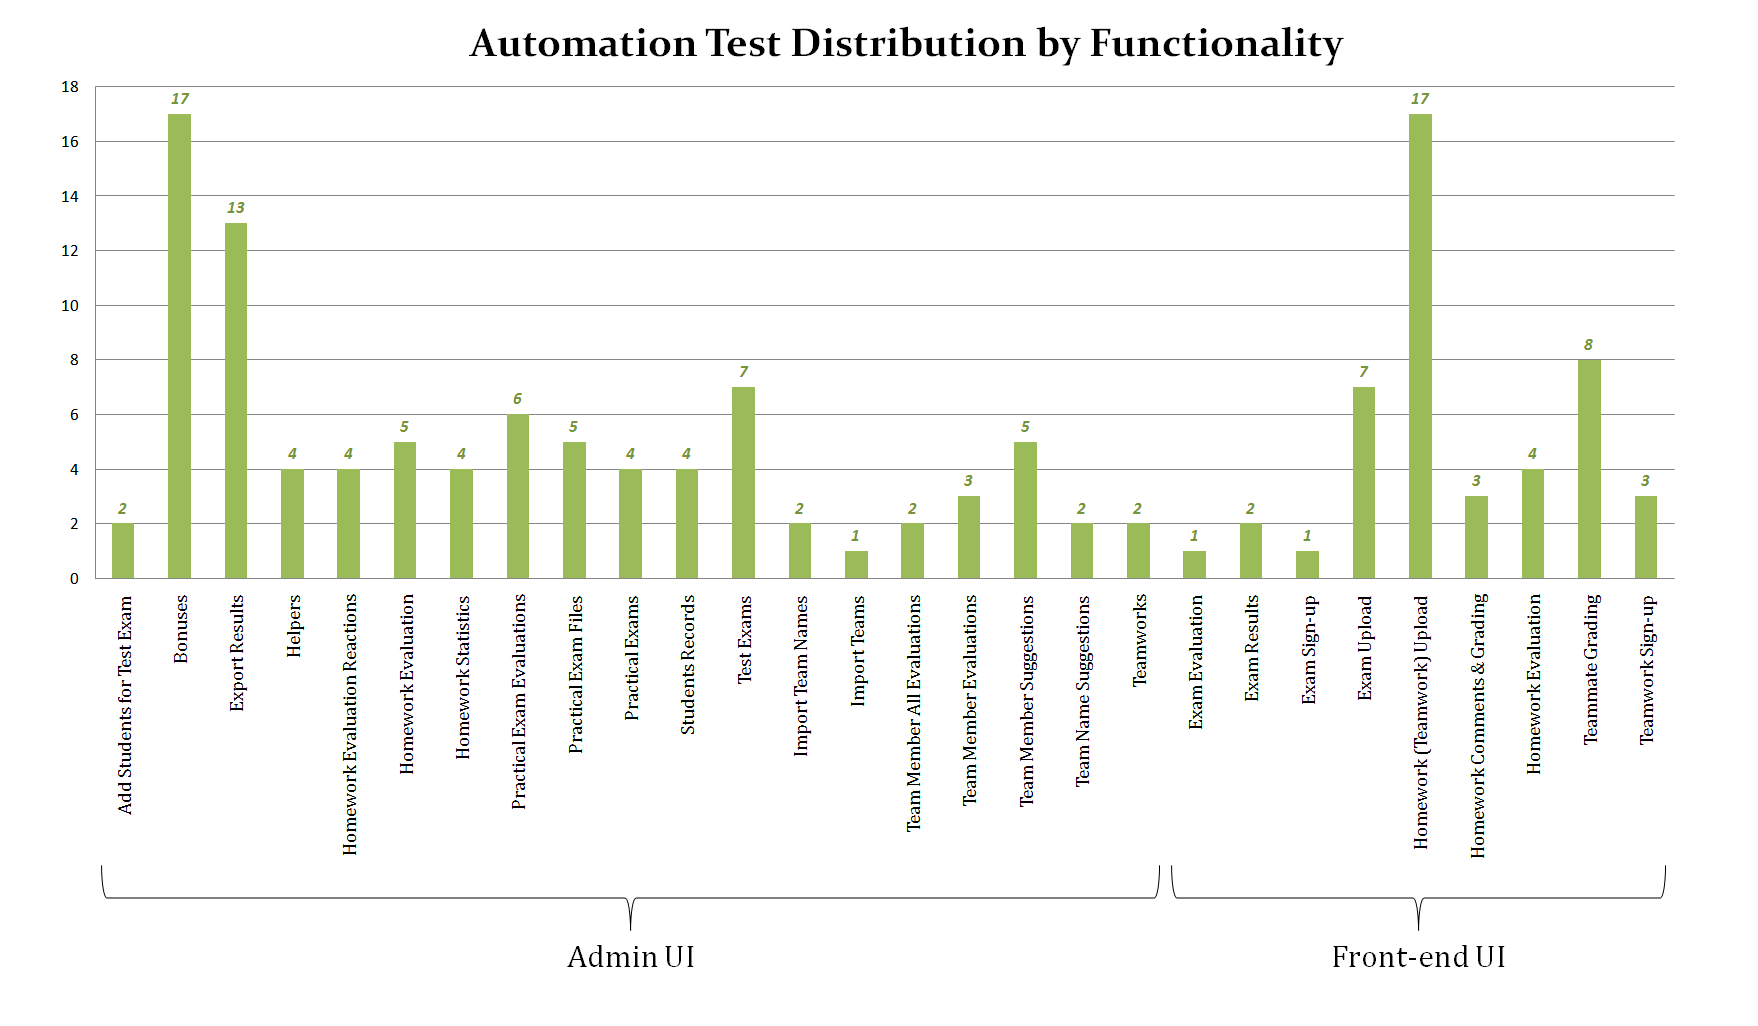 Automation Test Distribution by Functionality
18
16
14
12
10
8
6
4
2
0
2
17
13
4
4
5
4
6
5
4
4
7
2
1
2
3
5
2
2
1
2
1
7
17
3
4
8
3
Add Students for Test Exam
Bonuses
Export Results
Helpers
Homework Evaluation Reactions
Homework Evaluation
Homework Statistics
Practical Exam Evaluations
Practical Exam Files
Practical Exams
Students Records
Test Exams
Import Team Names
Import Teams
Team Member All Evaluations
Team Member Evaluations
Team Member Suggestions
Team Name Suggestions
Teamworks
Exam Evaluation
Exam Results
Exam Sign-up
Exam Upload
Homework (Teamwork) Upload
Homework Comments & Grading
Homework Evaluation
Teammate Grading
Teamwork Sign-up
Admin UI
Front-end UI